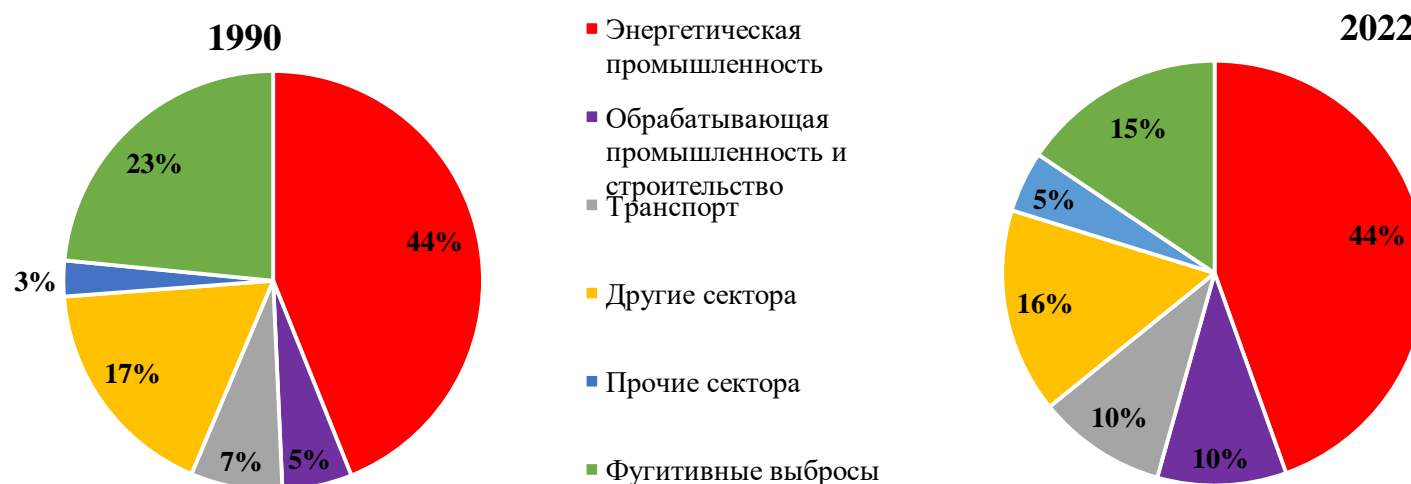 1990
23%
44%
3%
17%
7%
5%
Энергетическая
промышленность
Обрабатывающая
промышленность и
строительство
Транспорт
Другие сектора
Прочие сектора
Фугитивные выбросы
2022
15%
5%
44%
16%
10%
10%